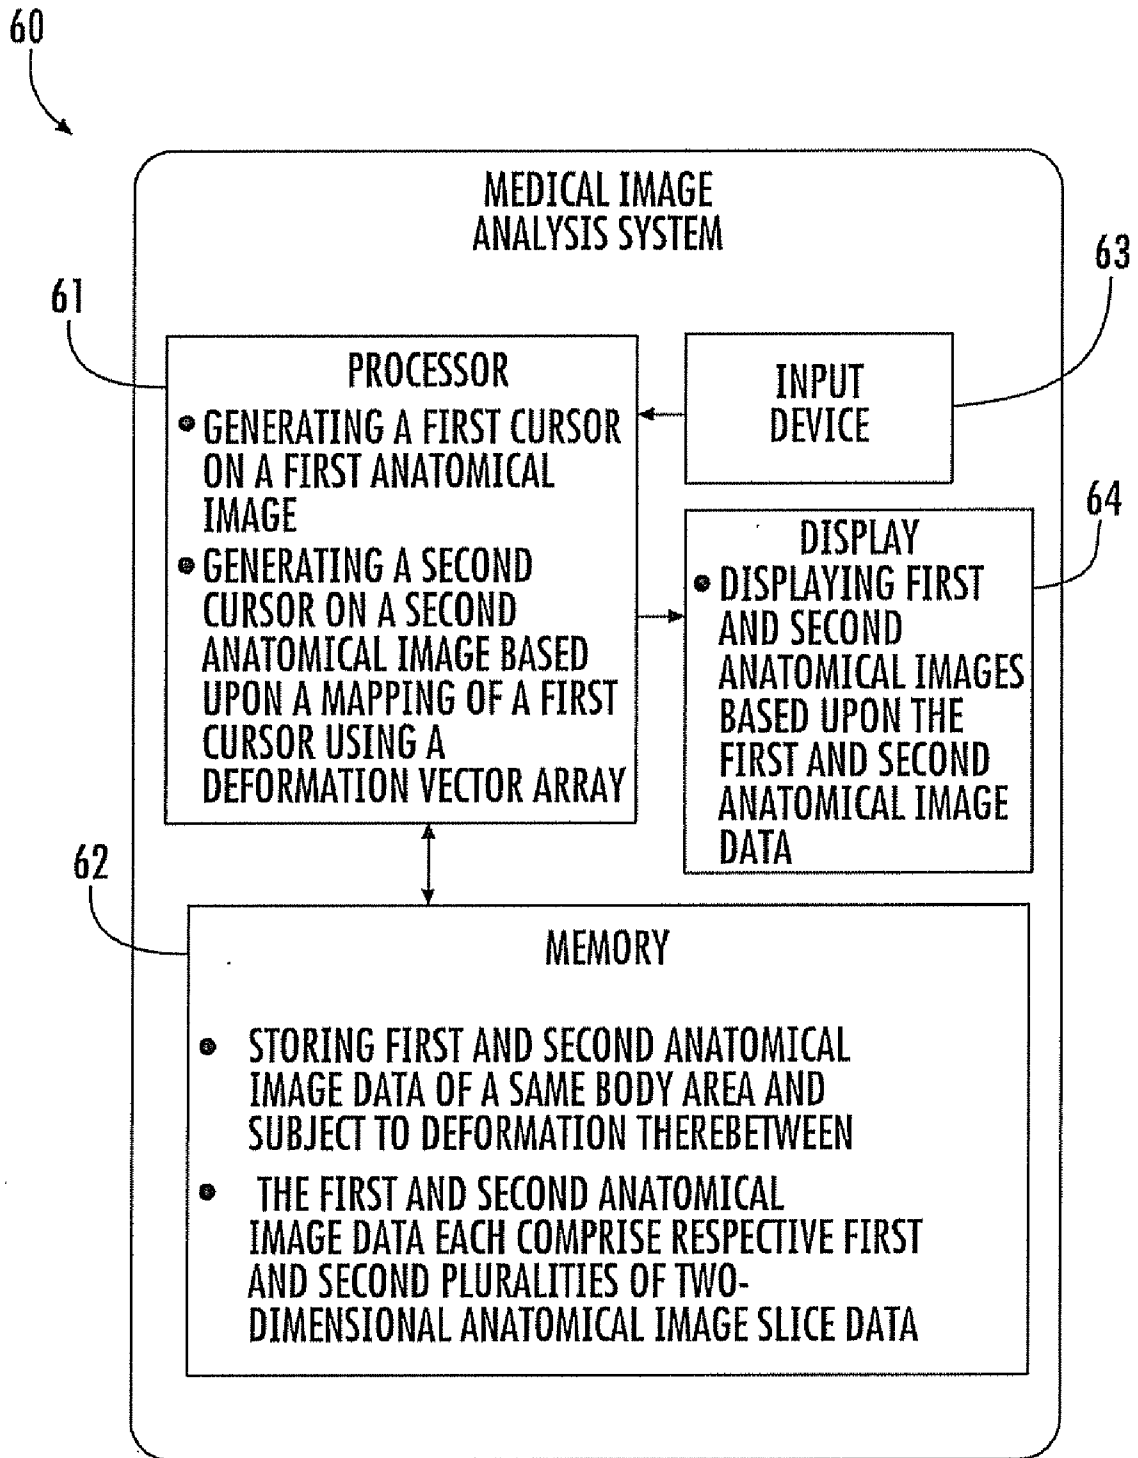 60
MEDICAL IMAGE
ANALYSIS SYSTEM
63
61
PROCESSOR
• GENERATING A FIRST CURSOR
ON A FIRST ANATOMICAL
IMAGE
• GENERATING A SECOND
CURSOR ON A SECOND
ANATOMICAL IMAGE BASED
UPON A MAPPING OF A FIRST
CURSOR USING A
DEFORMATION VECTOR ARRAY
INPUT
DEVICE
64
DISPLAY
• DISPLAYING FIRST
AND SECOND
ANATOMICAL IMAGES
BASED UPON THE
FIRST AND SECOND
ANATOMICAL IMAGE
DATA
62
MEMORY
• STORING FIRST AND SECOND ANATOMICAL
IMAGE DATA OF A SAME BODY AREA AND
SUBJECT TO DEFORMATION THEREBETWEEN
• THE FIRST AND SECOND ANATOMICAL
IMAGE DATA EACH COMPRISE RESPECTIVE FIRST
AND SECOND PLURALITIES OF TWO-
DIMENSIONAL ANATOMICAL IMAGE SLICE DATA